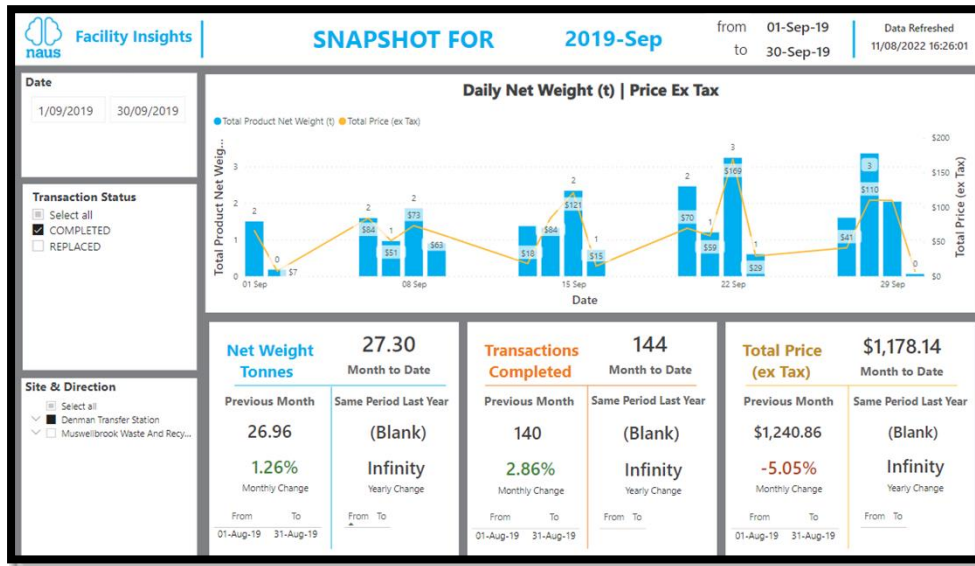 naus
Facility Insights
SNAPSHOT FOR 2019-Sep
from 01-Sep-19
to 30-Sep-19
Data Refreshed
11/08/2022 16:26:01
Date
1/09/2019 30/09/2019
Transaction Status
Select all
COMPLETED
REPLACED
Site & Direction
Select all
Denman Transfer Station
Muswellbrook Waste And Recy...
Daily Net Weight (t) | Price Ex Tax
Total Product Net Weight (t) Total Price (ex Tax)
Total Product Net Weig...
3
2
1
0
2
0
$7
2
$84
1
$51
2
$73
$63
$18
$84
2
$121
1
$15
2
$70
1
$59
3
$169
1
$29
$41
3
$110
0
$200
$150
$100
$50
$0
Total Price (ex Tax)
01 Sep 08 Sep 15 Sep 22 Sep 29 Sep
Date
Net Weight
Tonnes
27.30
Month to Date
Previous Month Same Period Last Year
26.96 (Blank)
1.26% Infinity
Monthly Change Yearly Change
From To From To
01-Aug-19 31-Aug-19
Transactions
Completed
144
Month to Date
Previous Month Same Period Last Year
140 (Blank)
2.86% Infinity
Monthly Change Yearly Change
From To From To
01-Aug-19 31-Aug-19
Total Price
(ex Tax)
$1,178.14
Month to Date
Previous Month Same Period Last Year
$1,240.86 (Blank)
-5.05% Infinity
Monthly Change Yearly Change
From To From To
01-Aug-19 31-Aug-19